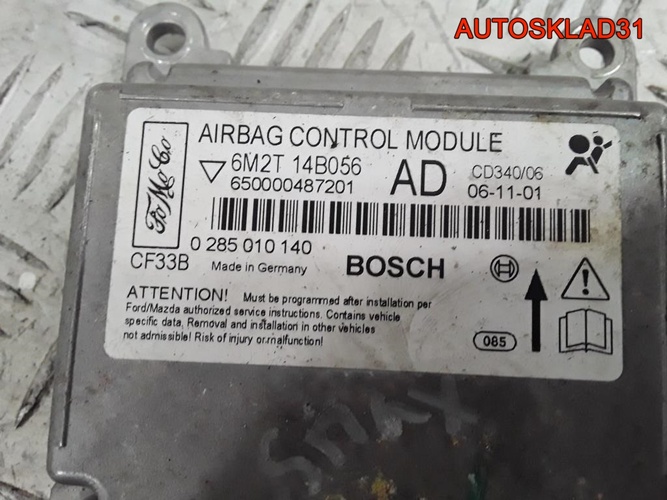 AUTOSKLAD31
FoMoCo
AIRBAG CONTROL MODULE
6M2T 14B056 AD CD340/06
650000487201 06-11-01
0 285 010 140
CF33B Made in Germany BOSCH
ATTENTION! Must be programmed after installation per
Ford/Mazda authorized service instructions. Contains vehicle
specific data, Removal and installation in other vehicles
not admissible! Risk of injury or malfunction!
085
SMAX